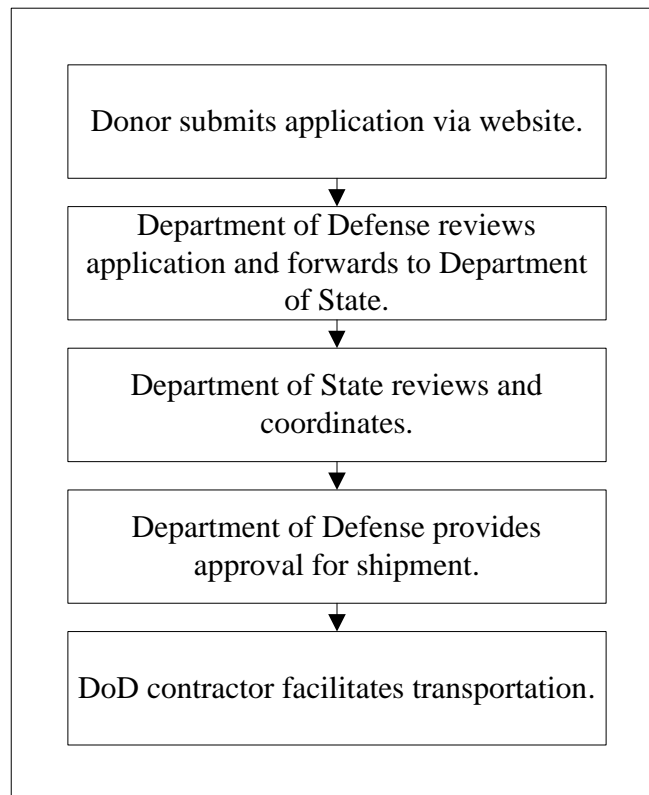 Donor submits application via website.
Department of Defense reviews
application and forwards to Department
of State.
Department of State reviews and
coordinates.
Department of Defense provides
approval for shipment.
DoD contractor facilitates transportation.